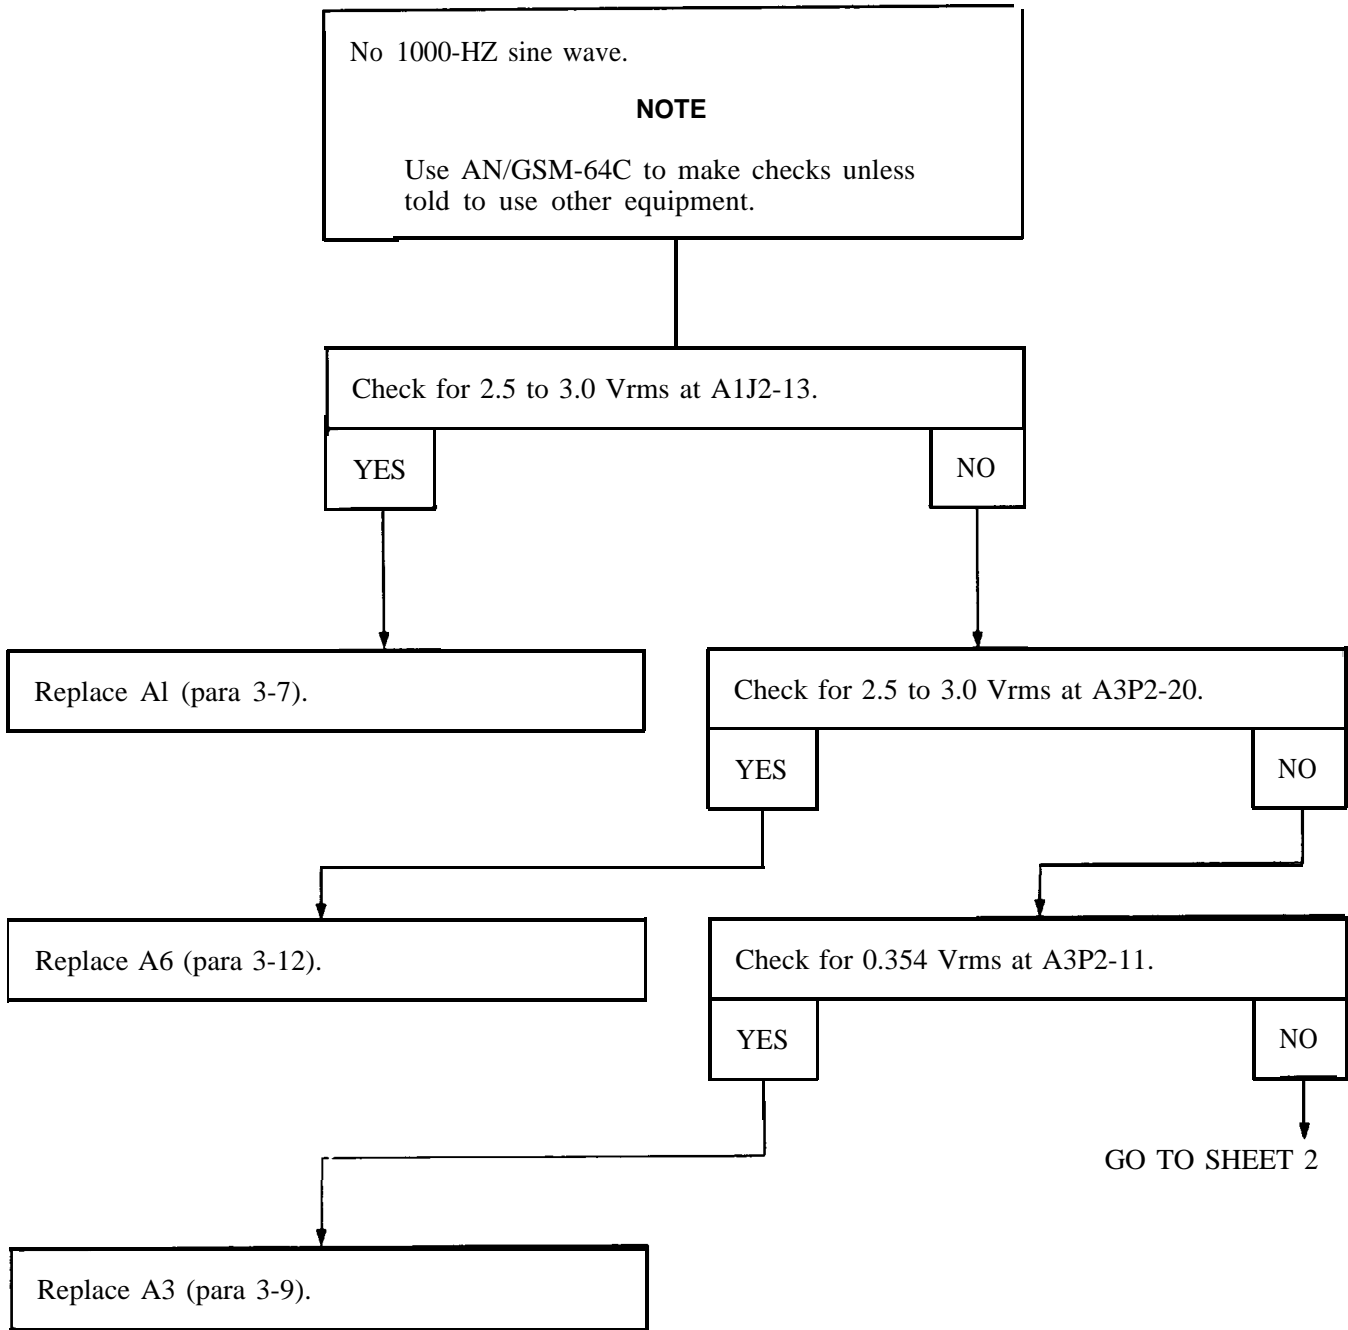 No 1000-HZ sine wave.
NOTE
Use AN/GSM-64C to make checks unless
told to use other equipment.
Check for 2.5 to 3.0 Vrms at A1J2-13.
YES
NO
Replace Al (para 3-7).
Check for 2.5 to 3.0 Vrms at A3P2-20.
YES
NO
Replace A6 (para 3-12).
Check for 0.354 Vrms at A3P2-11.
YES
NO
GO TO SHEET 2
Replace A3 (para 3-9).